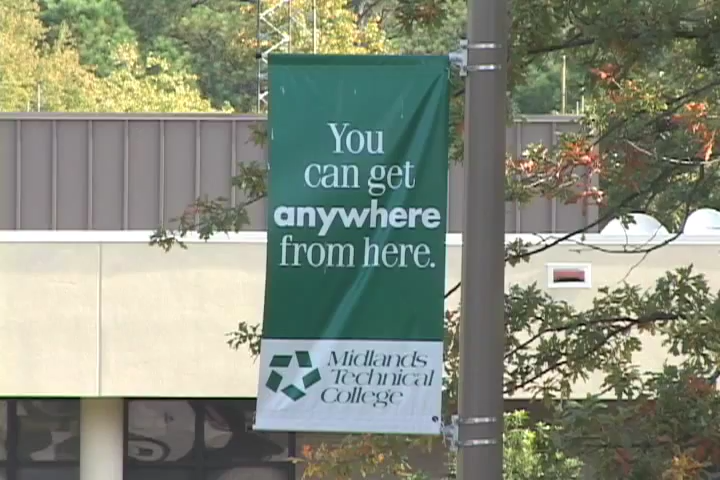 You
can get
anywhere
from here.
Midlands
Technical
College